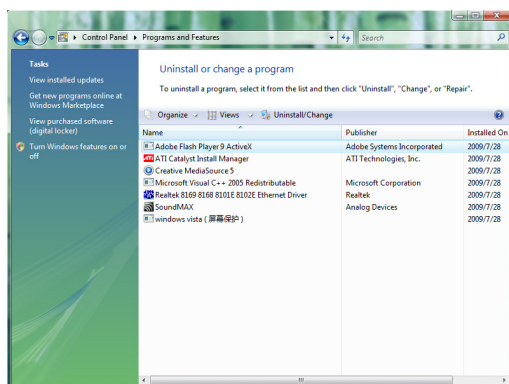 Control Panel ▸ Programs and Features
Search
Tasks
View installed updates
Get new programs online at
Windows Marketplace
View purchased software
(digital locker)
Turn Windows features on or
off
Uninstall or change a program
To uninstall a program, select it from the list and then click "Uninstall", "Change", or "Repair".
Organize Views Uninstall/Change
Name Publisher Installed On
Adobe Flash Player 9 ActiveX Adobe Systems Incorporated 2009/7/28
ATI Catalyst Install Manager ATI Technologies, Inc. 2009/7/28
Creative MediaSource 5 2009/7/28
Microsoft Visual C++ 2005 Redistributable Microsoft Corporation 2009/7/28
Realtek 8169 8168 8101E 8102E Ethernet Driver Realtek 2009/7/28
SoundMAX Analog Devices 2009/7/28
windows vista ( 屏幕保护 ) 2009/7/28